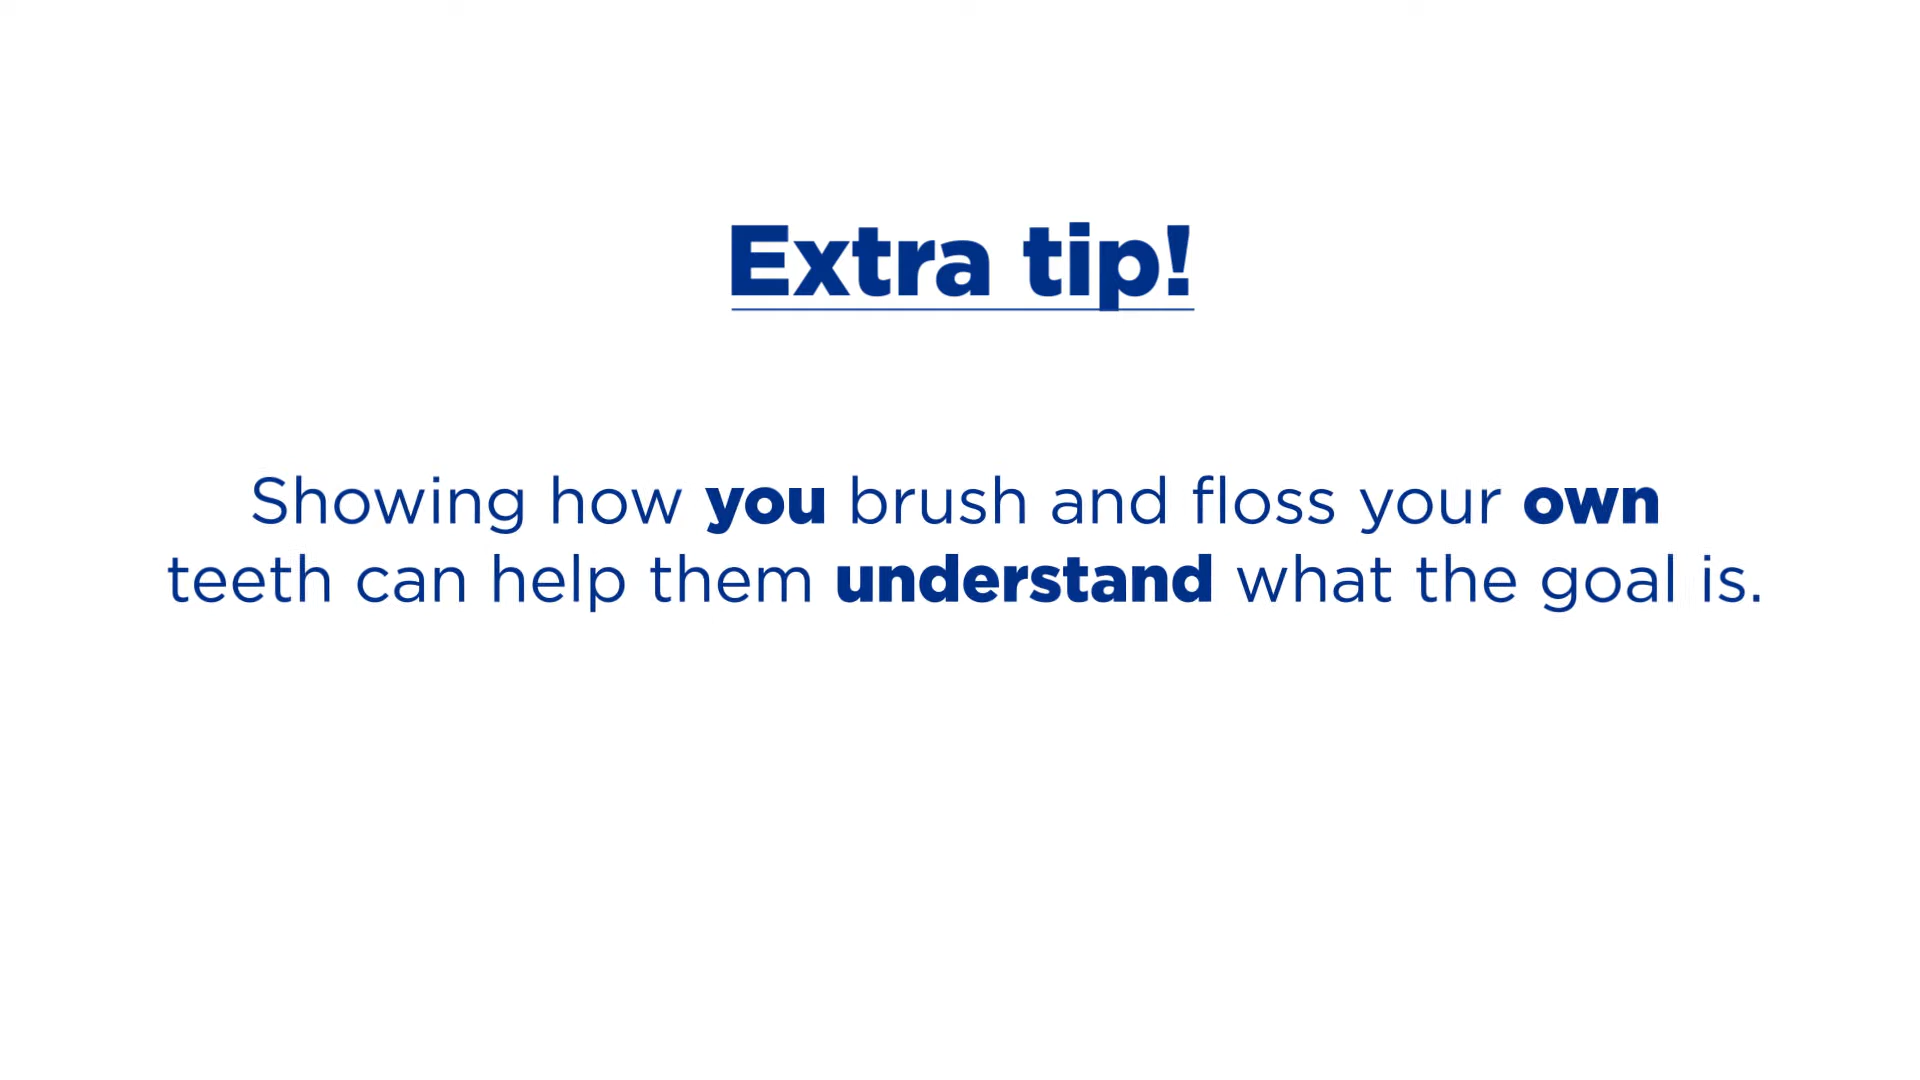 Extra tip!
Showing how you brush and floss your own
teeth can help them understand what the goal is.